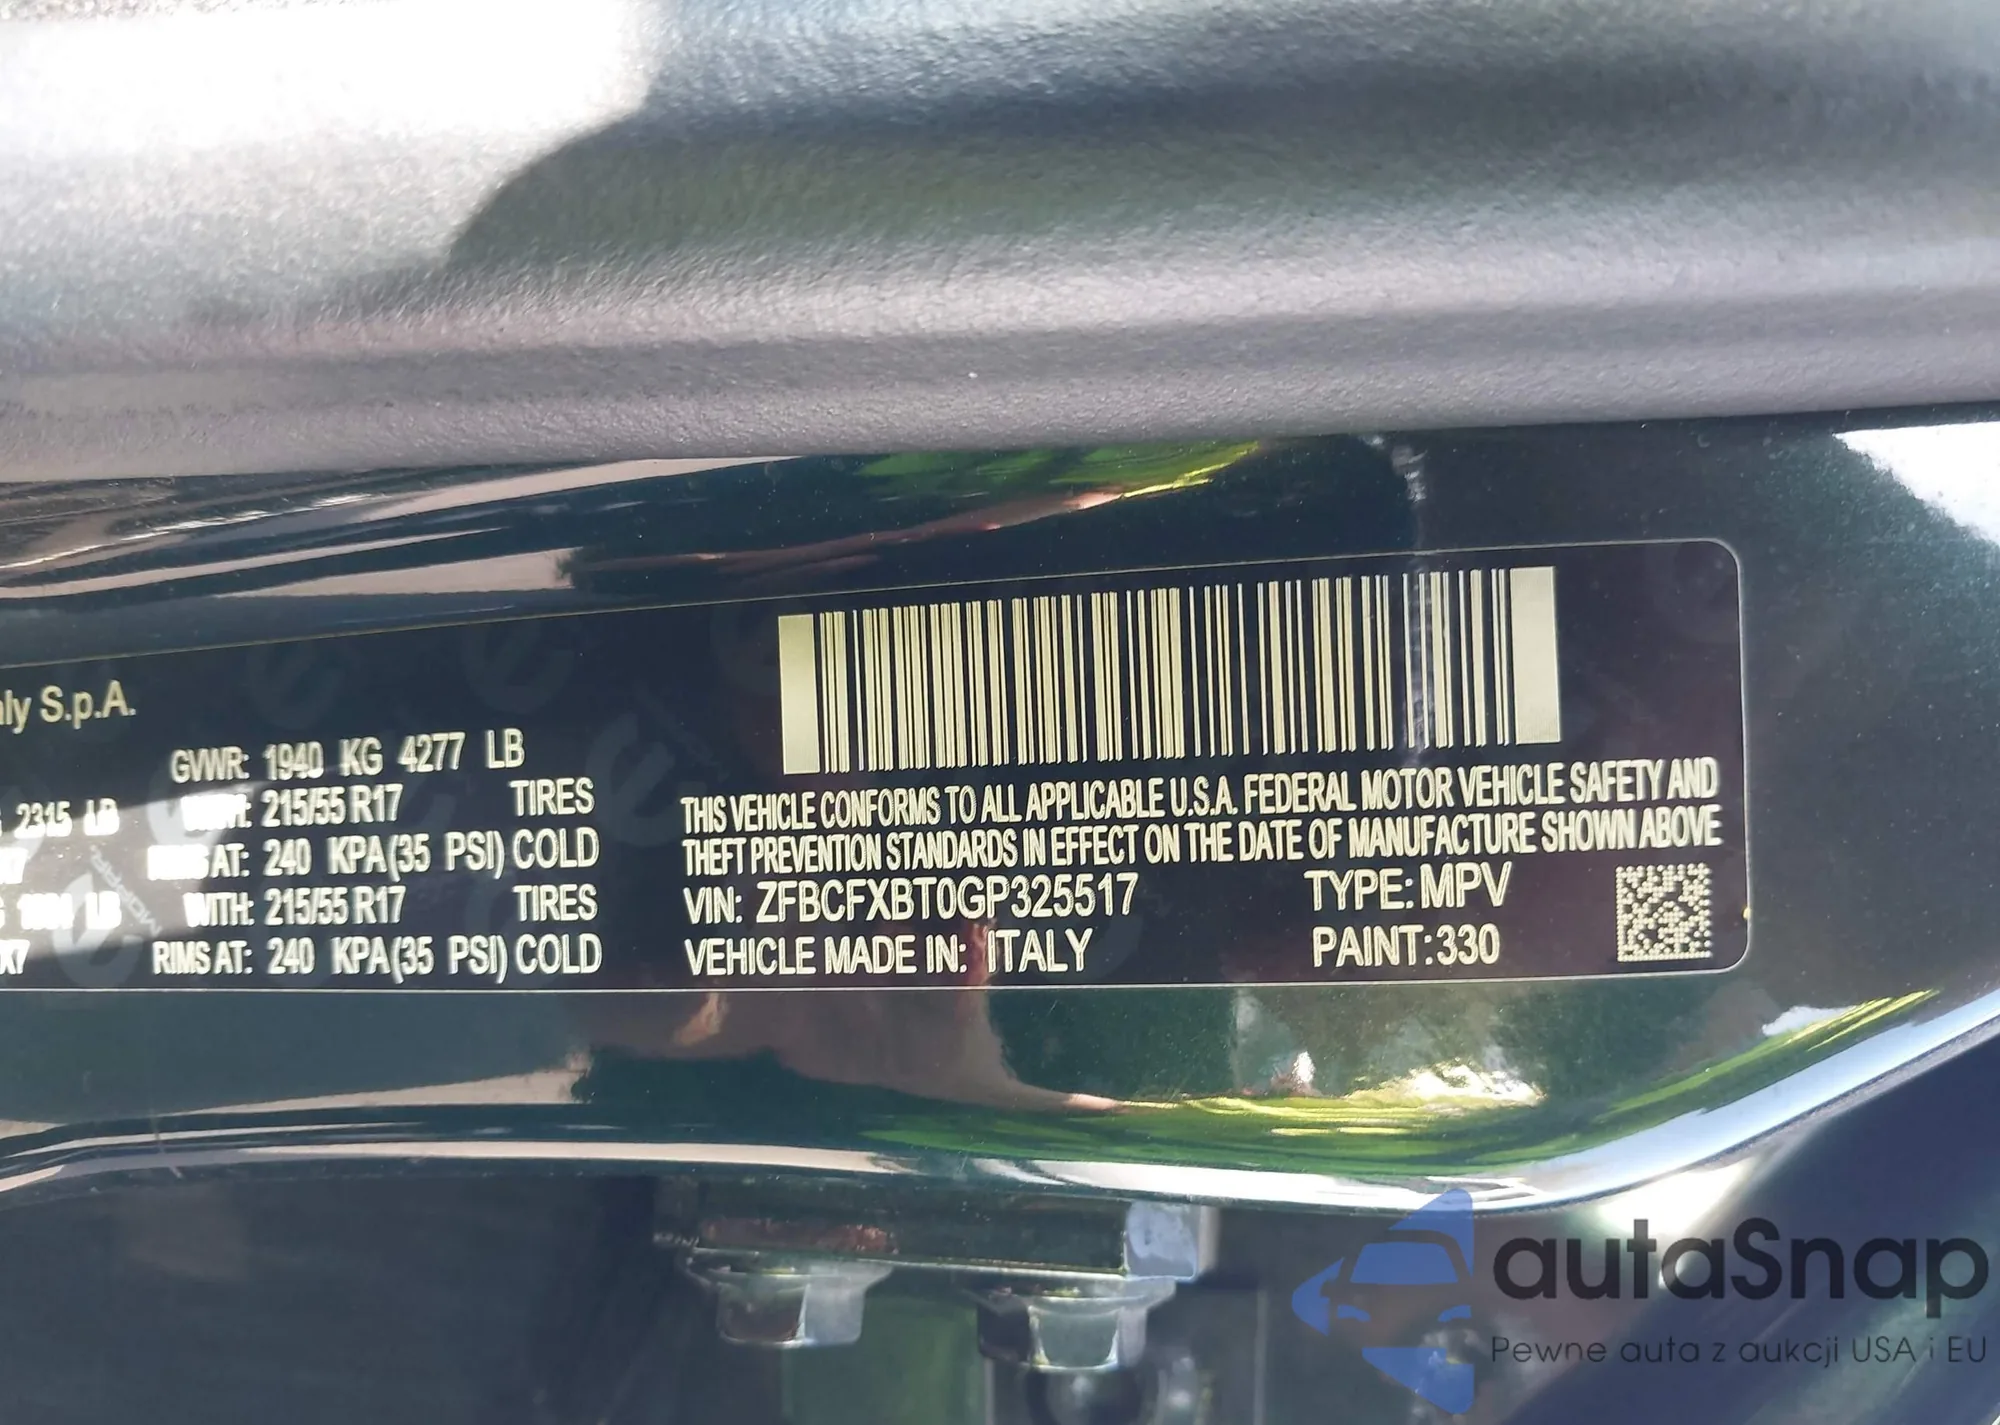 S.p.A.
GVWR: 1940 KG 4277 LB
2315 LB WITH: 215/55 R17 TIRES
AT: 240 KPA(35 PSI) COLD
LB WITH: 215/55 R17 TIRES
RIMS AT: 240 KPA(35 PSI) COLD
THIS VEHICLE CONFORMS TO ALL APPLICABLE U.S.A. FEDERAL MOTOR VEHICLE SAFETY AND
THEFT PREVENTION STANDARDS IN EFFECT ON THE DATE OF MANUFACTURE SHOWN ABOVE
VIN: ZFBCFXBT0GP325517 TYPE: MPV
VEHICLE MADE IN: ITALY PAINT: 330
autaSnap
Pewne auta z aukcji USA i EU